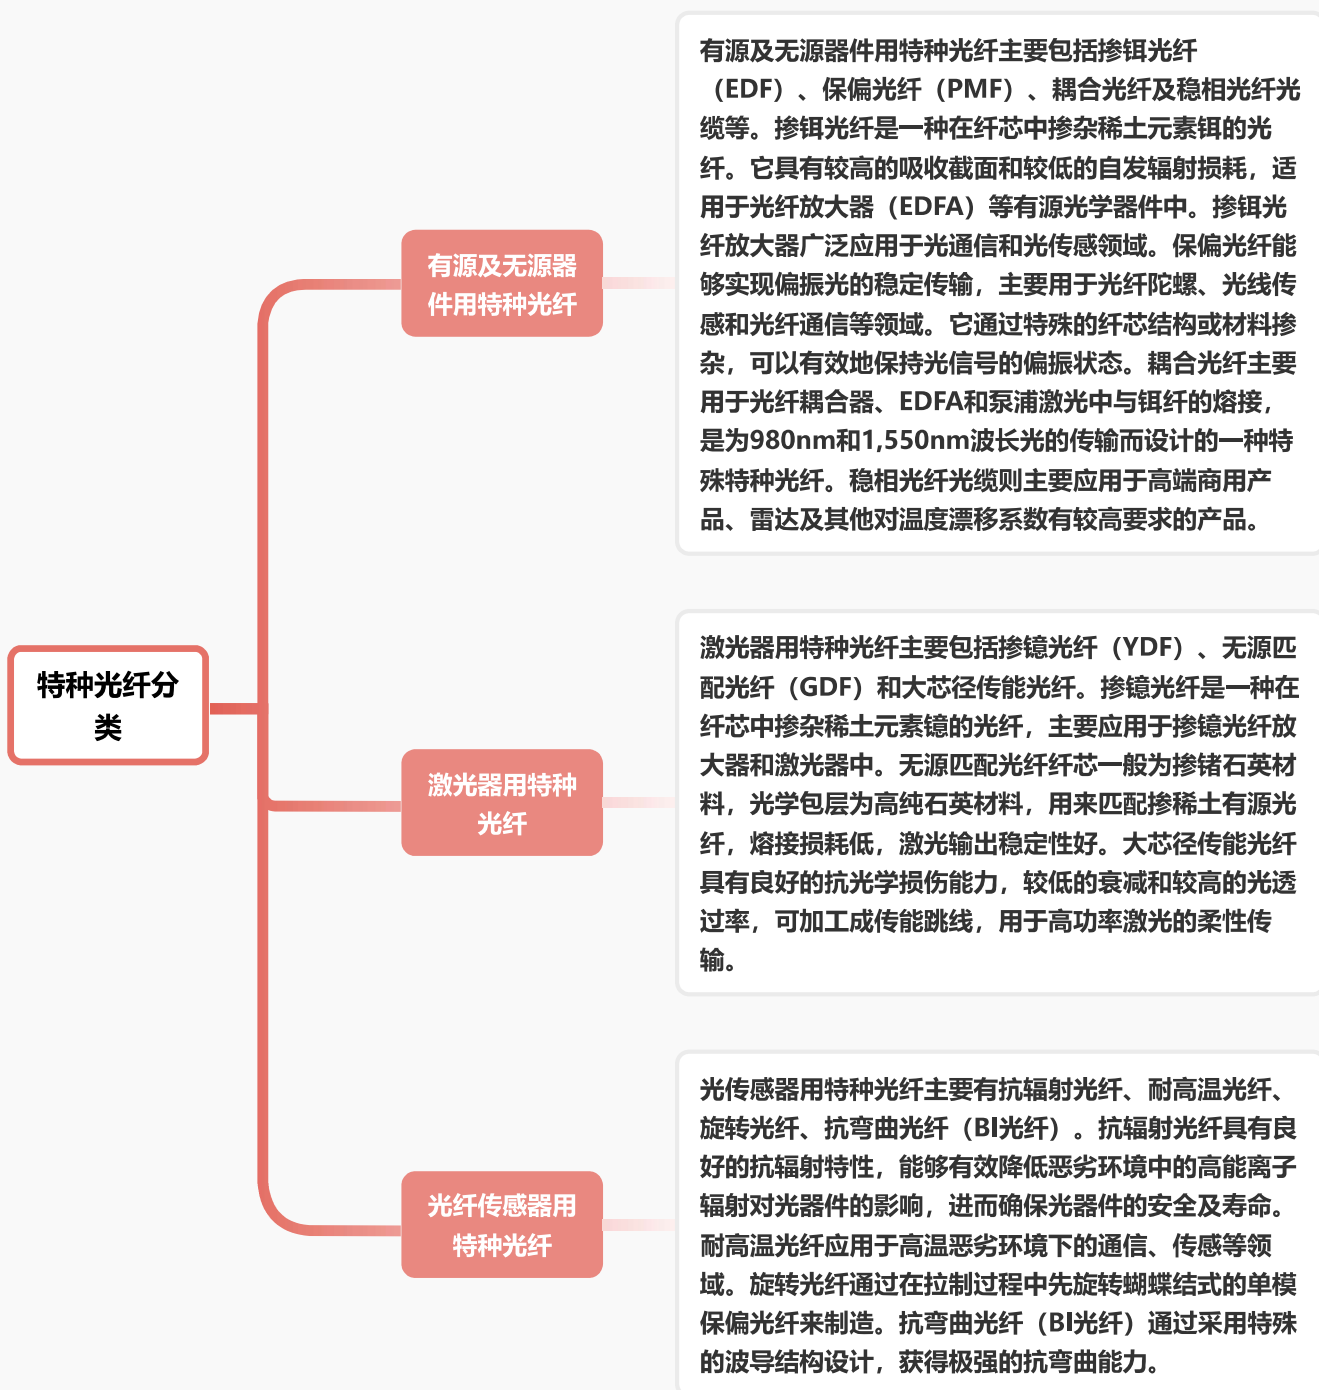 特种光纤分
类
有源及无源器
件用特种光纤
有源及无源器件用特种光纤主要包括掺铒光纤
（EDF）、保偏光纤（PMF）、耦合光纤及稳相光纤光
缆等。掺铒光纤是一种在纤芯中掺杂稀土元素铒的光
纤。它具有较高的吸收截面和较低的自发辐射损耗，适
用于光纤放大器（EDFA）等有源光学器件中。掺铒光
纤放大器广泛应用于光通信和光传感领域。保偏光纤能
够实现偏振光的稳定传输，主要用于光纤陀螺、光线传
感和光纤通信等领域。它通过特殊的纤芯结构或材料掺
杂，可以有效地保持光信号的偏振状态。耦合光纤主要
用于光纤耦合器、EDFA和泵浦激光中与铒纤的熔接，
是为980nm和1,550nm波长光的传输而设计的一种特
殊特种光纤。稳相光纤光缆则主要应用于高端商用产
品、雷达及其他对温度漂移系数有较高要求的产品。
激光器用特种
光纤
激光器用特种光纤主要包括掺镱光纤（YDF）、无源匹
配光纤（GDF）和大芯径传能光纤。掺镱光纤是一种在
纤芯中掺杂稀土元素镱的光纤，主要应用于掺镱光纤放
大器和激光器中。无源匹配光纤纤芯一般为掺锗石英材
料，光学包层为高纯石英材料，用来匹配掺稀土有源光
纤，熔接损耗低，激光输出稳定性好。大芯径传能光纤
具有良好的抗光学损伤能力，较低的衰减和较高的光透
过率，可加工成传能跳线，用于高功率激光的柔性传
输。
光纤传感器用
特种光纤
光传感器用特种光纤主要有抗辐射光纤、耐高温光纤、
旋转光纤、抗弯曲光纤（BI光纤）。抗辐射光纤具有良
好的抗辐射特性，能够有效降低恶劣环境中的高能离子
辐射对光器件的影响，进而确保光器件的安全及寿命。
耐高温光纤应用于高温恶劣环境下的通信、传感等领
域。旋转光纤通过在拉制过程中先旋转蝴蝶结式的单模
保偏光纤来制造。抗弯曲光纤（BI光纤）通过采用特殊
的波导结构设计，获得极强的抗弯曲能力。